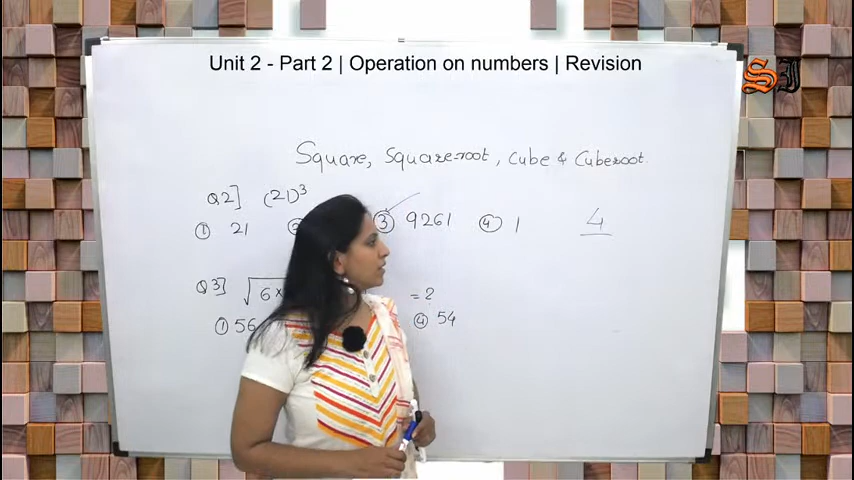 Unit 2 - Part 2 | Operation on numbers | Revision
SJ
Square, Square-root, Cube & Cuberoot.
Q2] (21)³
① 21 ③ 9261 ④ 1 4
Q3] √6× = 2
① 56 ④ 54